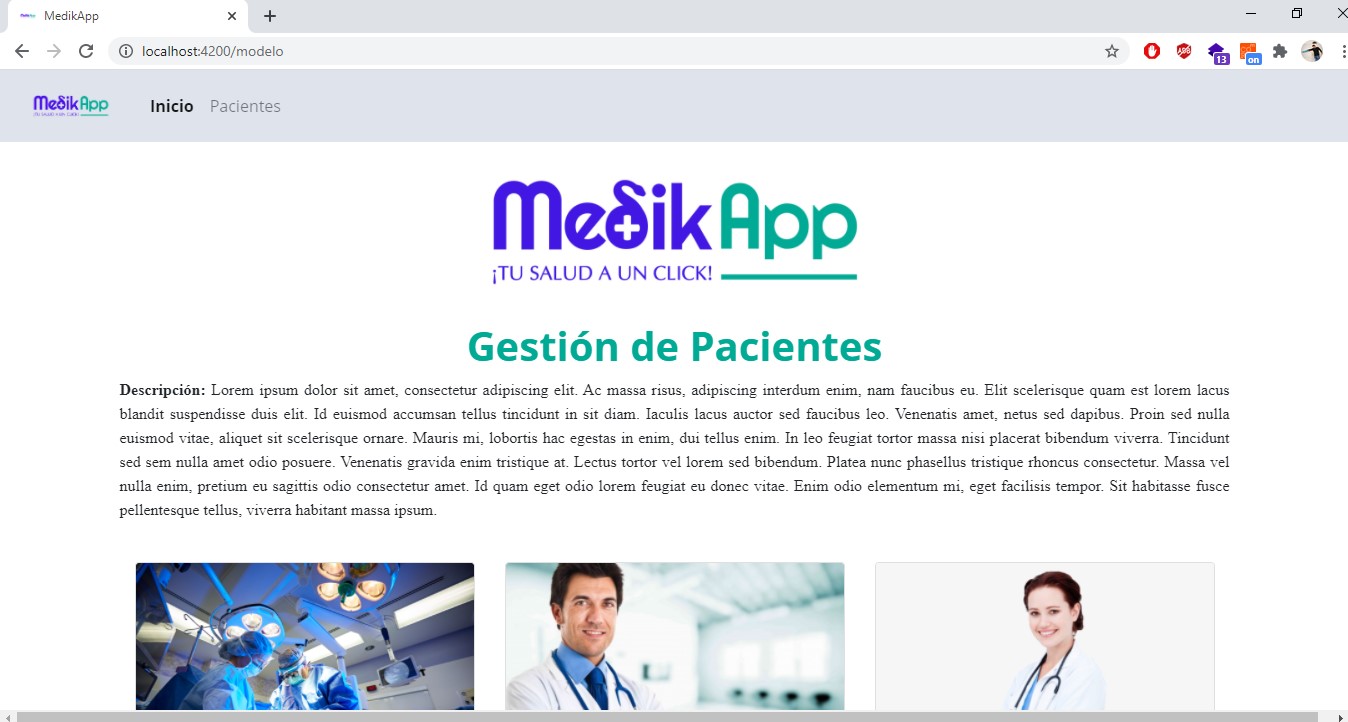 MedikApp
localhost:4200/modelo
ABP
13
on
MedikApp
¡TU SALUD A UN CLICK!
Inicio
Pacientes
MedikApp
¡TU SALUD A UN CLICK!
Gestión de Pacientes
Descripción: Lorem ipsum dolor sit amet, consectetur adipiscing elit. Ac massa risus, adipiscing interdum enim, nam faucibus eu. Elit scelerisque quam est lorem lacus
blandit suspendisse duis elit. Id euismod accumsan tellus tincidunt in sit diam. Iaculis lacus auctor sed faucibus leo. Venenatis amet, netus sed dapibus. Proin sed nulla
euismod vitae, aliquet sit scelerisque ornare. Mauris mi, lobortis hac egestas in enim, dui tellus enim. In leo feugiat tortor massa nisi placerat bibendum viverra. Tincidunt
sed sem nulla amet odio posuere. Venenatis gravida enim tristique at. Lectus tortor vel lorem sed bibendum. Platea nunc phasellus tristique rhoncus consectetur. Massa vel
nulla enim, pretium eu sagittis odio consectetur amet. Id quam eget odio lorem feugiat eu donec vitae. Enim odio elementum mi, eget facilisis tempor. Sit habitasse fusce
pellentesque tellus, viverra habitant massa ipsum.